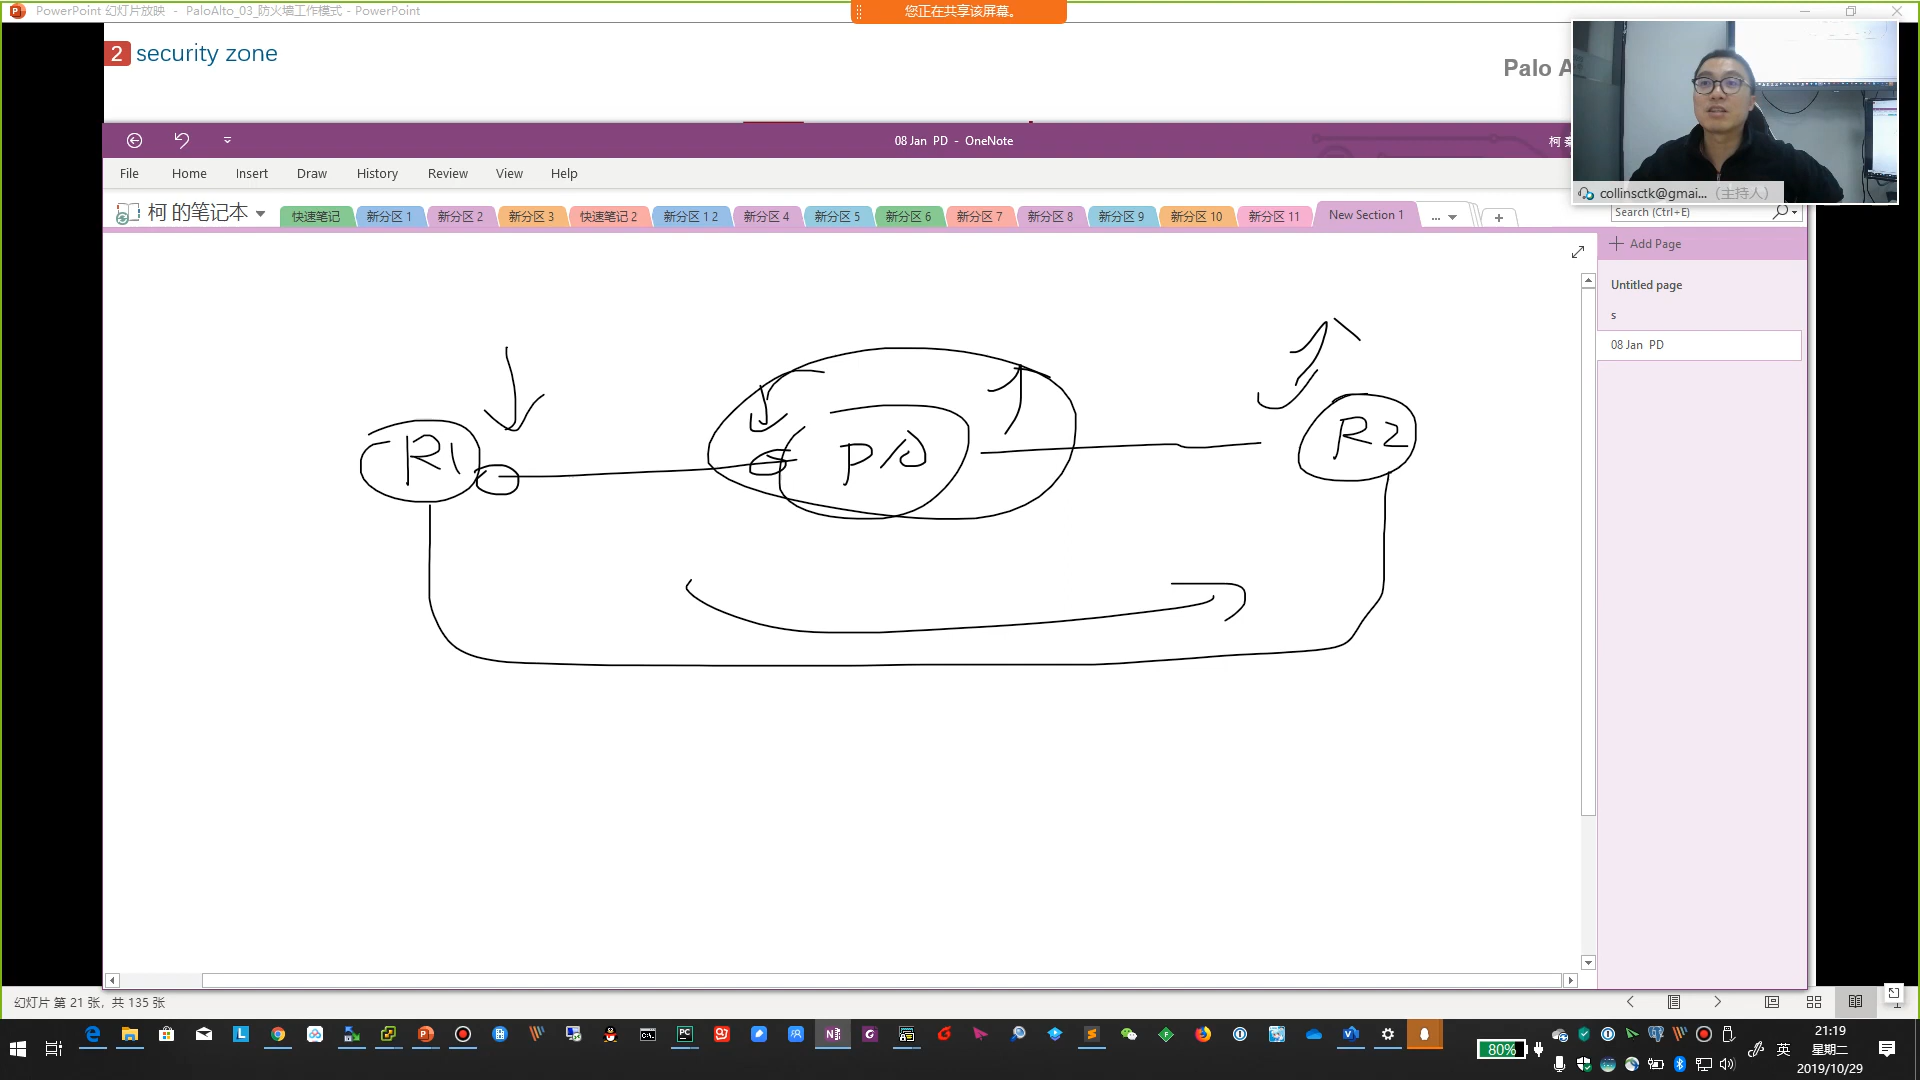 PowerPoint 幻灯片放映 - PaloAlto_03_防火墙工作模式 - PowerPoint
您正在共享该屏幕。
2 security zone
Palo A
08 Jan PD - OneNote
柯
collinsctk@gmai... (主持人)
File Home Insert Draw History Review View Help
柯 的笔记本
快速笔记 新分区 1 新分区 2 新分区 3 快速笔记 2 新分区 1 2 新分区 4 新分区 5 新分区 6 新分区 7 新分区 8 新分区 9 新分区 10 新分区 11 New Section 1 ...
Search (Ctrl+E)
Add Page
Untitled page
s
08 Jan PD
R1
R2
幻灯片 第 21 张，共 135 张
80%
英
21:19
星期二
2019/10/29